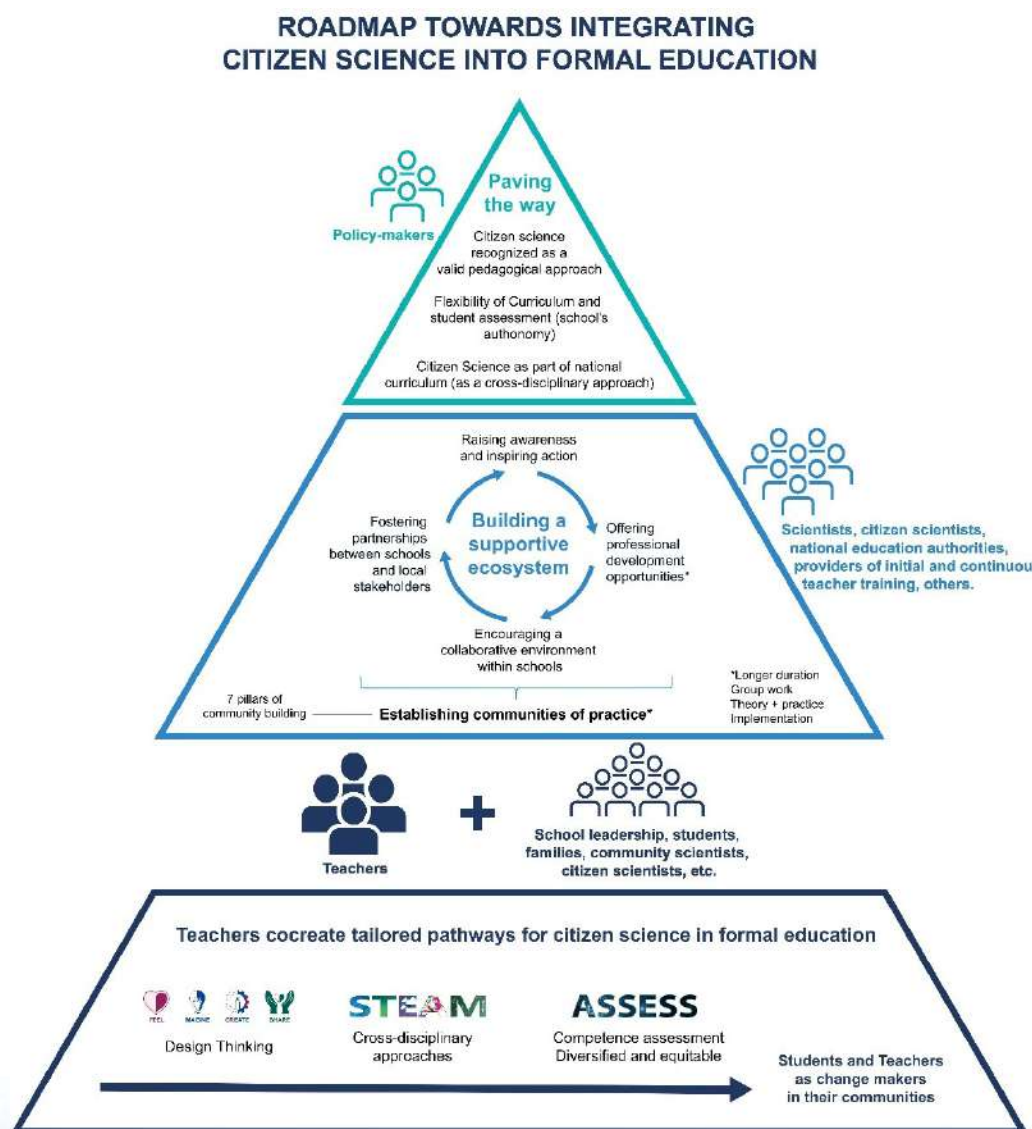 ROADMAP TOWARDS INTEGRATING
CITIZEN SCIENCE INTO FORMAL EDUCATION
Paving
the way
Policy-makers
Citizen science
recognized as a
valid pedagogical approach
Flexibility of Curriculum and
student assessment (school's
authonomy)
Citizen Science as part of national
curriculum (as a cross-disciplinary approach)
Raising awareness
and inspiring action
Fostering
partnerships
between schools
and local
stakeholders
Building a
supportive
ecosystem
Offering
professional
development
opportunities*
Scientists, citizen scientists,
national education authorities,
providers of initial and continuou
teacher training, others.
Encouraging a
collaborative environment
within schools
7 pillars of
community building
Establishing communities of practice*
*Longer duration
Group work
Theory + practice
Implementation
Teachers
+
School leadership, students,
families, community scientists,
citizen scientists, etc.
Teachers cocreate tailored pathways for citizen science in formal education
FEEL IMAGINE CREATE SHARE
Design Thinking
STEAM
Cross-disciplinary
approaches
ASSESS
Competence assessment
Diversified and equitable
Students and Teachers
as change makers
in their communities